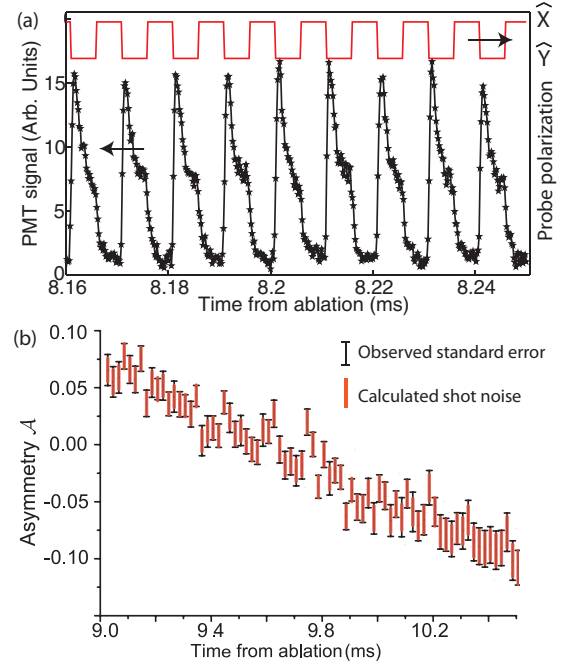 (a)
X̂
Ŷ
PMT signal (Arb. Units)
15
10
5
0
8.16 8.18 8.20 8.22 8.24
Time from ablation (ms)
Probe polarization
(b)
0.10
0.05
0.00
-0.05
-0.10
Asymmetry 𝒜
Observed standard error
Calculated shot noise
9.0 9.4 9.8 10.2
Time from ablation (ms)